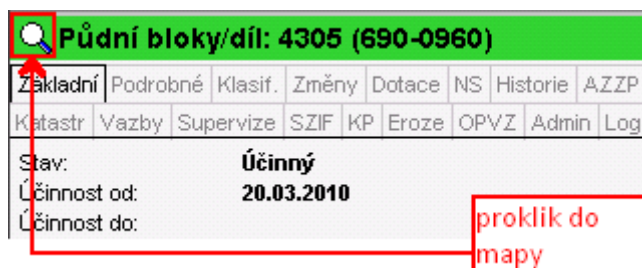 Půdní bloky/díl: 4305 (690-0960)
Základní Podrobné Klasif. Změny Dotace NS Historie AZZP
Katastr Vazby Supervize SZIF KP Eroze OPVZ Admin Log
Stav: Účinný
Účinnost od: 20.03.2010
Účinnost do:
proklik do
mapy